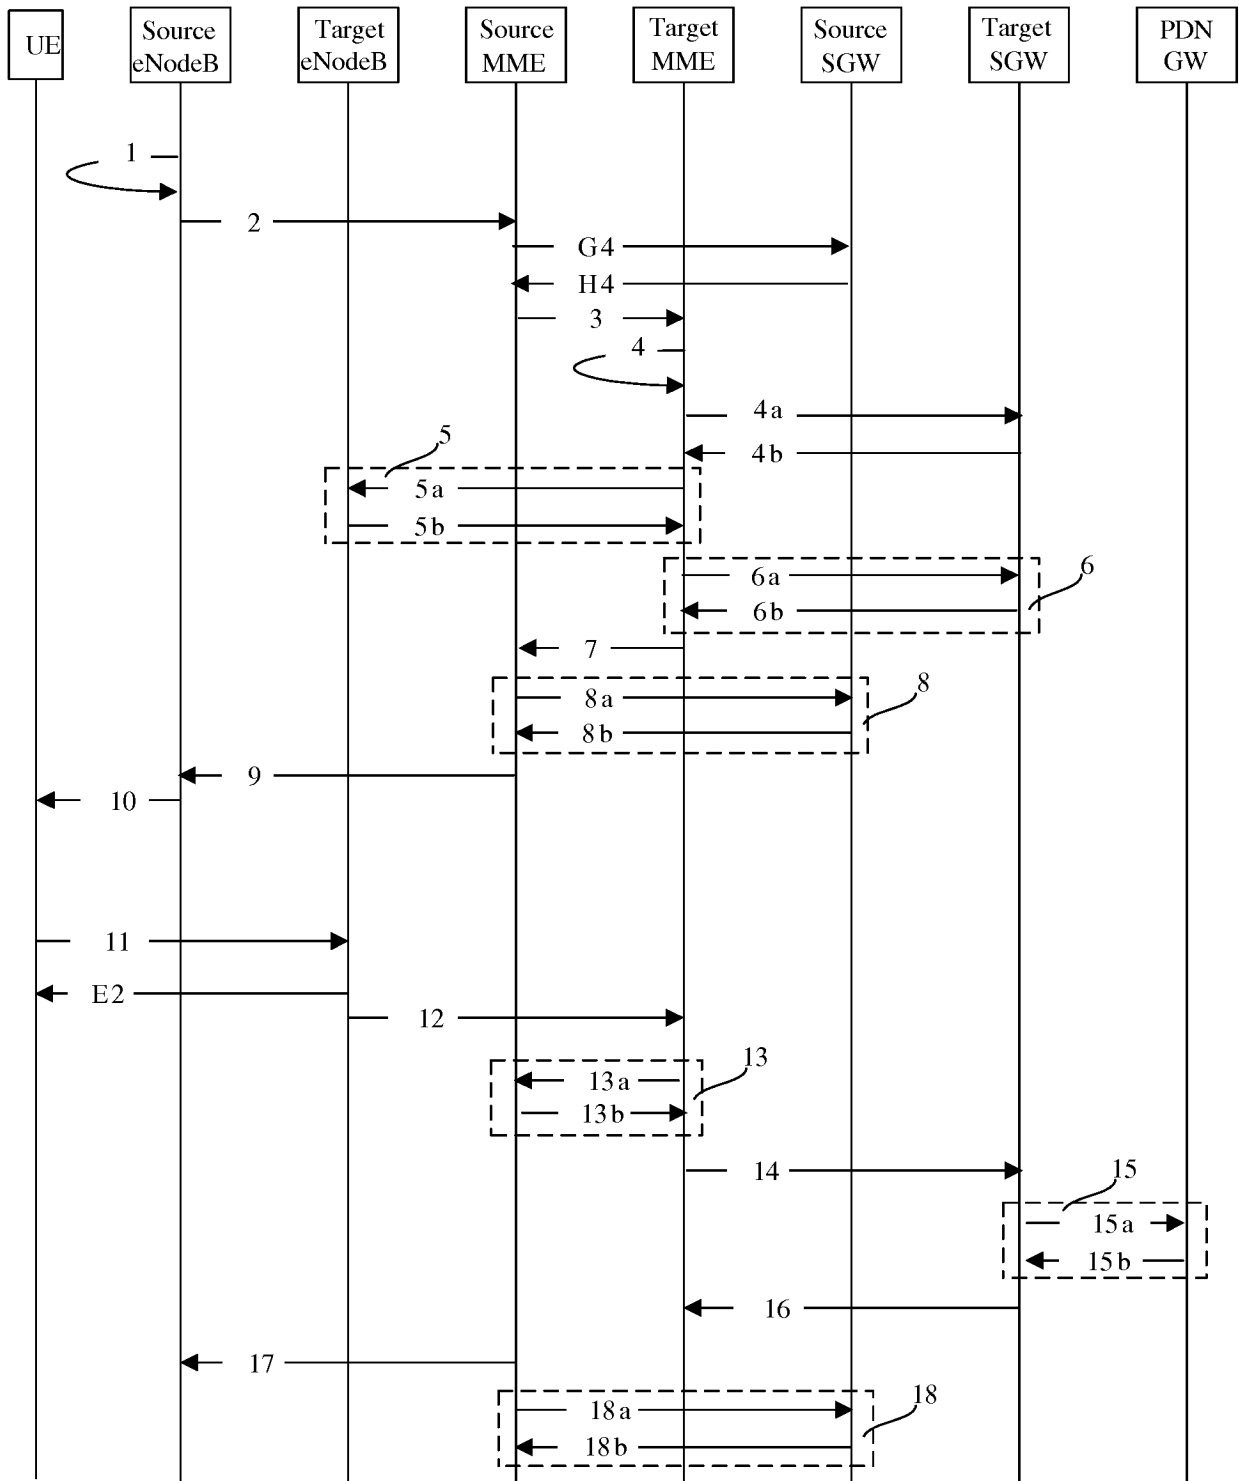 UE
Source
eNodeB
Target
eNodeB
Source
MME
Target
MME
Source
SGW
Target
SGW
PDN
GW
1
2
G4
H4
3
4
4a
4b
5
5a
5b
6
6a
6b
7
8
8a
8b
9
10
11
E2
12
13
13a
13b
14
15
15a
15b
16
17
18
18a
18b